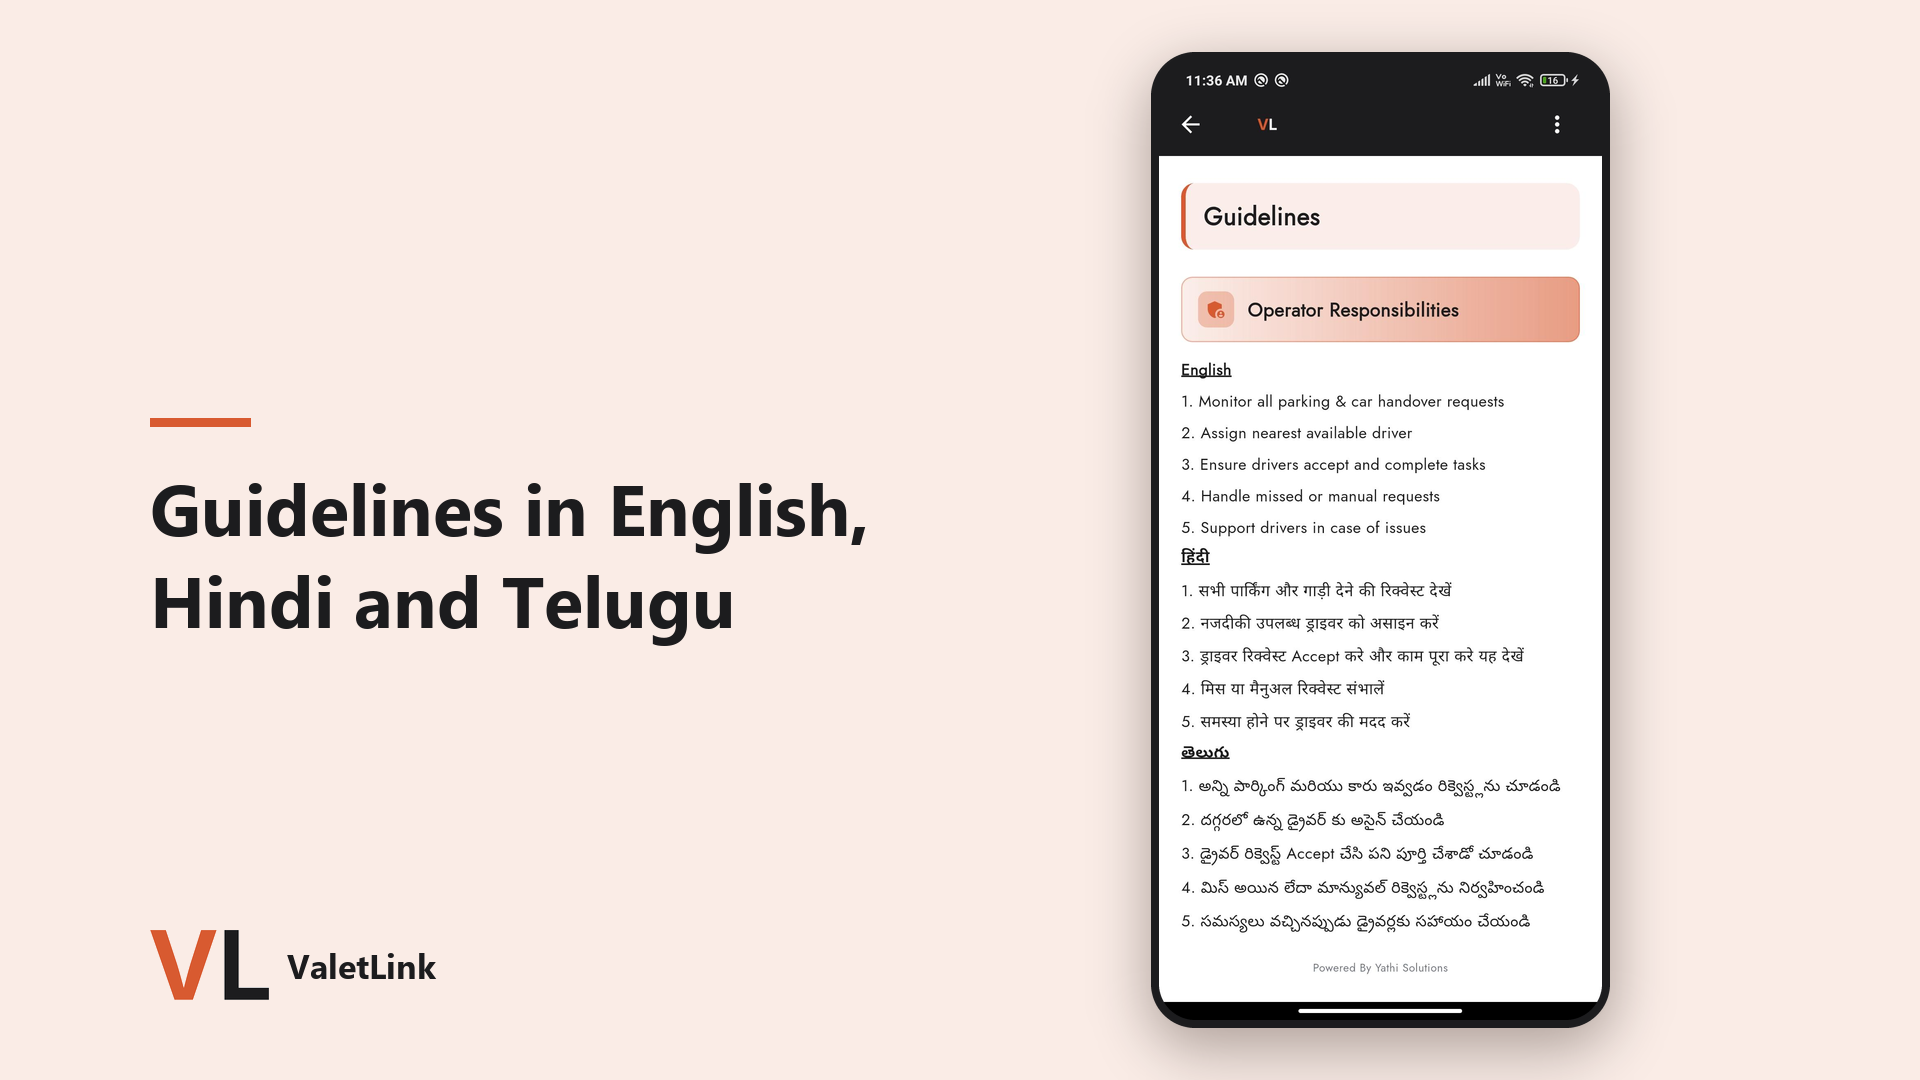 Guidelines in English,
Hindi and Telugu
VL ValetLink
11:36 AM Vo WiFi 16
VL
Guidelines
Operator Responsibilities
English
1. Monitor all parking & car handover requests
2. Assign nearest available driver
3. Ensure drivers accept and complete tasks
4. Handle missed or manual requests
5. Support drivers in case of issues
हिंदी
1. सभी पार्किंग और गाड़ी देने की रिक्वेस्ट देखें
2. नजदीकी उपलब्ध ड्राइवर को असाइन करें
3. ड्राइवर रिक्वेस्ट Accept करे और काम पूरा करे यह देखें
4. मिस या मैनुअल रिक्वेस्ट संभालें
5. समस्या होने पर ड्राइवर की मदद करें
తెలుగు
1. అన్ని పార్కింగ్ మరియు కారు ఇవ్వడం రిక్వెస్ట్లను చూడండి
2. దగ్గరలో ఉన్న డ్రైవర్ కు అసైన్ చేయండి
3. డ్రైవర్ రిక్వెస్ట్ Accept చేసి పని పూర్తి చేశాడో చూడండి
4. మిస్ అయిన లేదా మాన్యువల్ రిక్వెస్ట్లను నిర్వహించండి
5. సమస్యలు వచ్చినప్పుడు డ్రైవర్లకు సహాయం చేయండి
Powered By Yathi Solutions